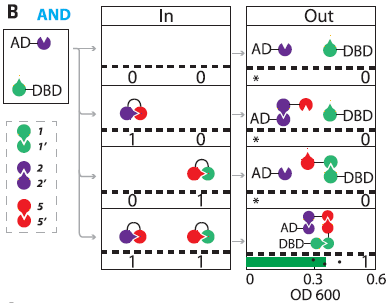 B AND In Out
AD
DBD
1
1'
2
2'
5
5'
0 0
AD DBD
* 0
1 0
AD DBD
* 0
0 1
AD DBD
* 0
1 1
AD
DBD
1
0 0.3 0.6
OD 600